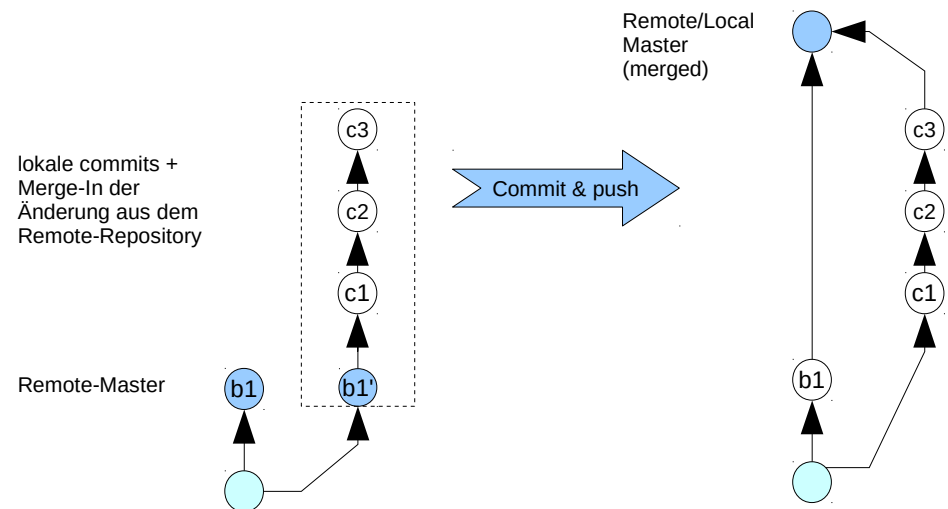 Remote/Local
Master
(merged)
c3
c3
lokale commits +
Merge-In der
Änderung aus dem
Remote-Repository
Commit & push
c2
c2
c1
c1
Remote-Master
b1
b1'
b1